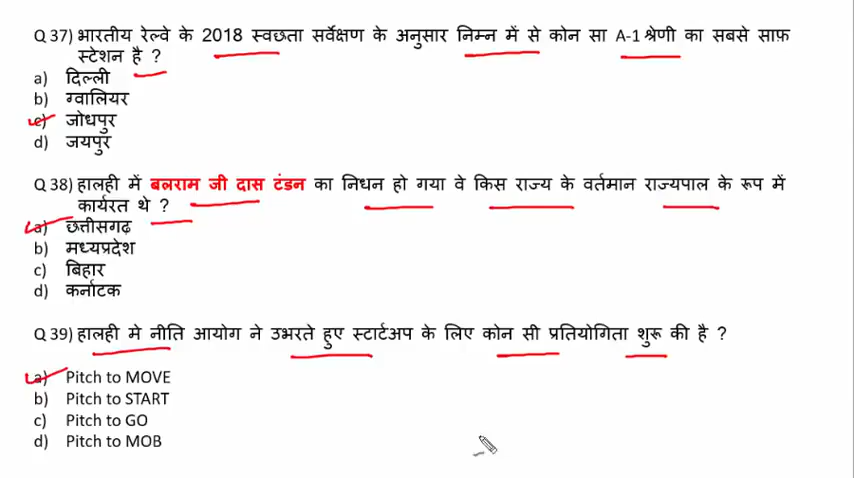 Q 37) भारतीय रेल्वे के 2018 स्वछता सर्वेक्षण के अनुसार निम्न में से कोन सा A-1 श्रेणी का सबसे साफ़
स्टेशन है ?
a) दिल्ली
b) ग्वालियर
c) जोधपुर
d) जयपुर
Q 38) हालही में बलराम जी दास टंडन का निधन हो गया वे किस राज्य के वर्तमान राज्यपाल के रूप में
कार्यरत थे ?
a) छत्तीसगढ़
b) मध्यप्रदेश
c) बिहार
d) कर्नाटक
Q 39) हालही मे नीति आयोग ने उभरते हुए स्टार्टअप के लिए कोन सी प्रतियोगिता शुरू की है ?
a) Pitch to MOVE
b) Pitch to START
c) Pitch to GO
d) Pitch to MOB